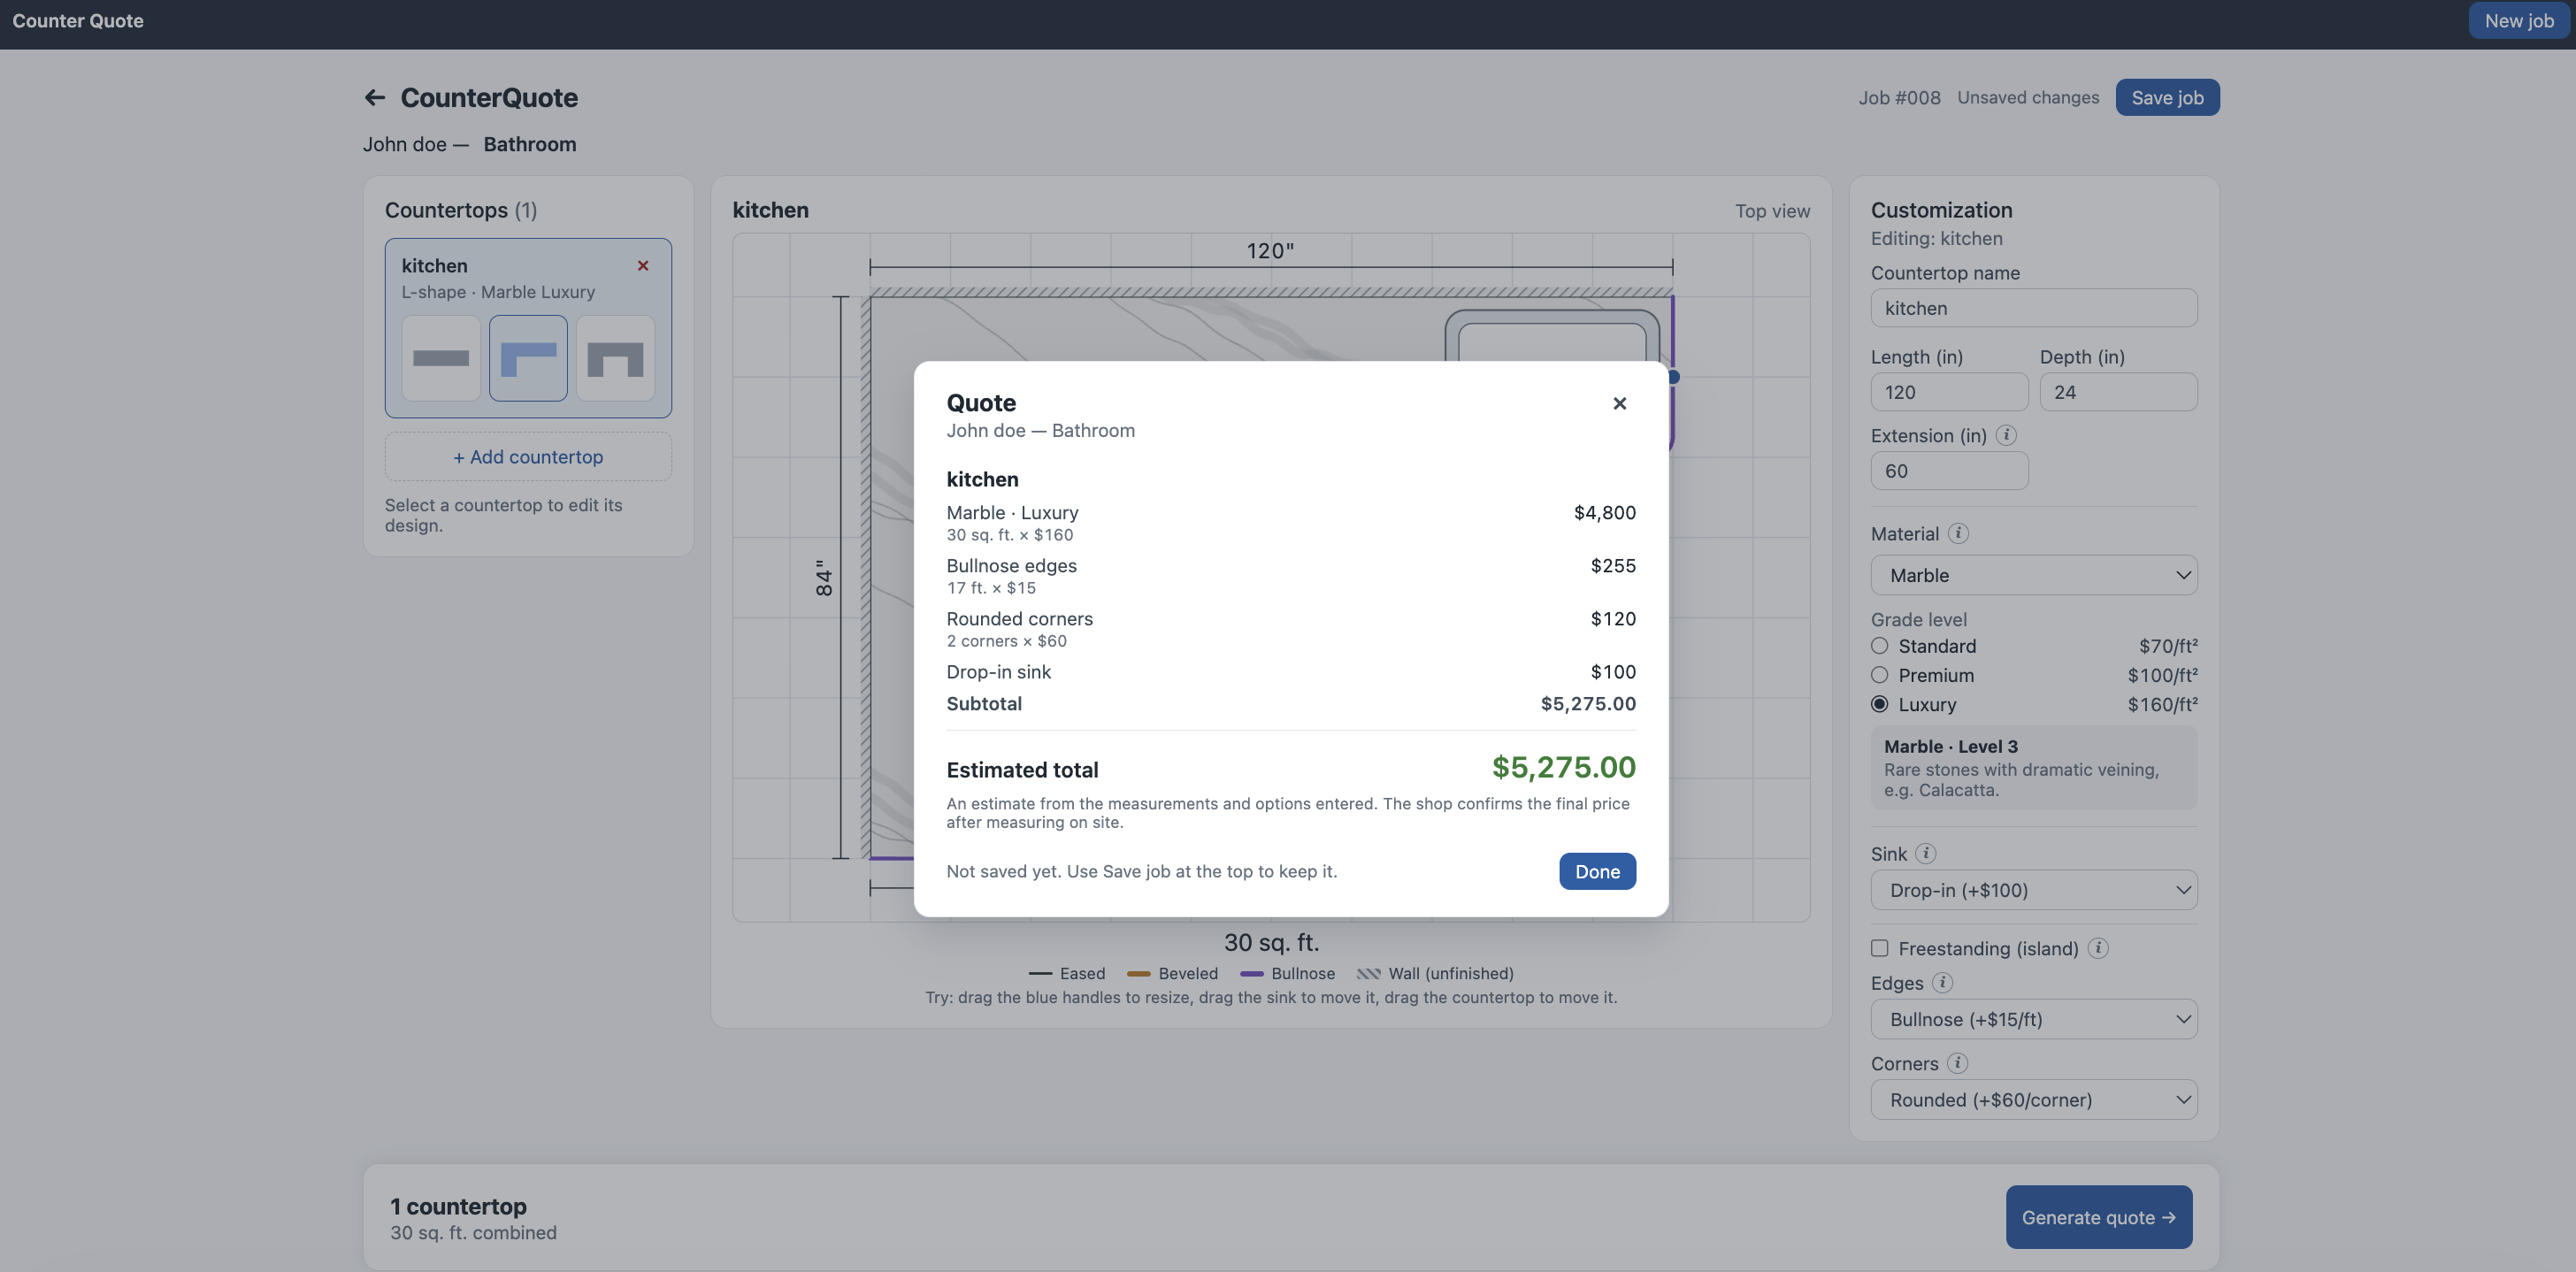 Counter Quote
New job
← CounterQuote
Job #008 Unsaved changes Save job
John doe — Bathroom
Countertops (1)
kitchen ×
L-shape · Marble Luxury
+ Add countertop
Select a countertop to edit its
design.
kitchen
Top view
120"
84"
Quote ×
John doe — Bathroom
kitchen
Marble · Luxury $4,800
30 sq. ft. × $160
Bullnose edges $255
17 ft. × $15
Rounded corners $120
2 corners × $60
Drop-in sink $100
Subtotal $5,275.00
Estimated total $5,275.00
An estimate from the measurements and options entered. The shop confirms the final price
after measuring on site.
Not saved yet. Use Save job at the top to keep it. Done
30 sq. ft.
Eased Beveled Bullnose Wall (unfinished)
Try: drag the blue handles to resize, drag the sink to move it, drag the countertop to move it.
Customization
Editing: kitchen
Countertop name
kitchen
Length (in) Depth (in)
120 24
Extension (in) i
60
Material i
Marble
Grade level
Standard $70/ft²
Premium $100/ft²
Luxury $160/ft²
Marble · Level 3
Rare stones with dramatic veining,
e.g. Calacatta.
Sink i
Drop-in (+$100)
Freestanding (island) i
Edges i
Bullnose (+$15/ft)
Corners i
Rounded (+$60/corner)
1 countertop
30 sq. ft. combined
Generate quote →